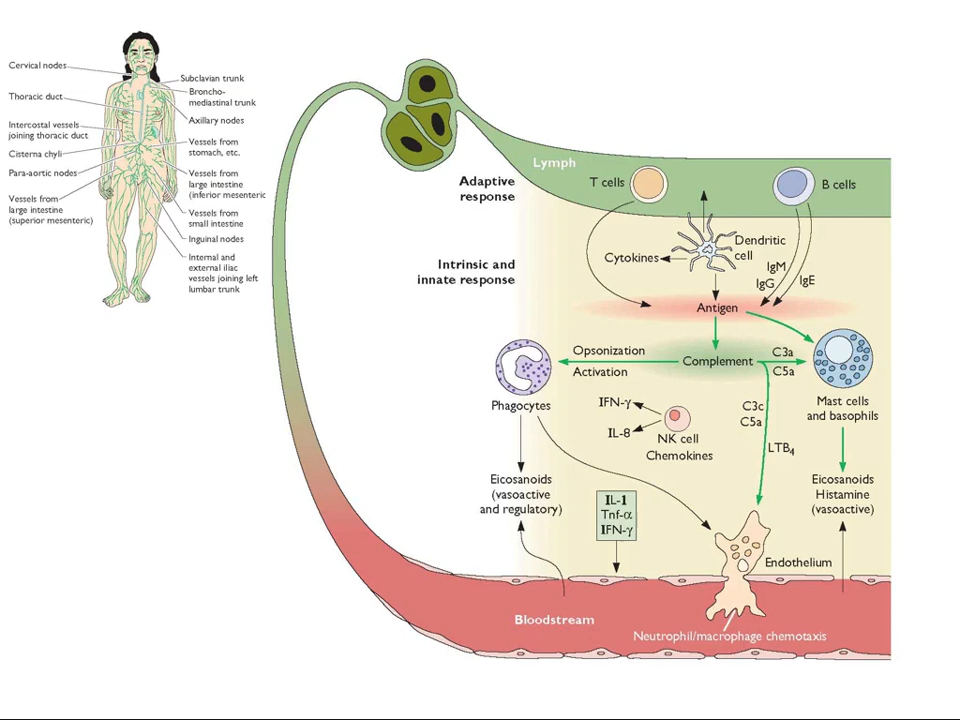 Cervical nodes
Thoracic duct
Intercostal vessels
joining thoracic duct
Cisterna chyli
Para-aortic nodes
Vessels from
large intestine
(superior mesenteric)
Subclavian trunk
Broncho-
mediastinal trunk
Axillary nodes
Vessels from
stomach, etc.
Vessels from
large intestine
(inferior mesenteric
Vessels from
small intestine
Inguinal nodes
Internal and
external iliac
vessels joining left
lumbar trunk
Lymph
Adaptive
response
T cells
B cells
Intrinsic and
innate response
Cytokines
Dendritic
cell
IgM
IgG
IgE
Antigen
Opsonization
Activation
Complement
C3a
C5a
Phagocytes
Mast cells
and basophils
IFN-γ
IL-8
NK cell
Chemokines
C3c
C5a
LTB4
Eicosanoids
(vasoactive
and regulatory)
IL-1
Tnf-α
IFN-γ
Eicosanoids
Histamine
(vasoactive)
Endothelium
Bloodstream
Neutrophil/macrophage chemotaxis